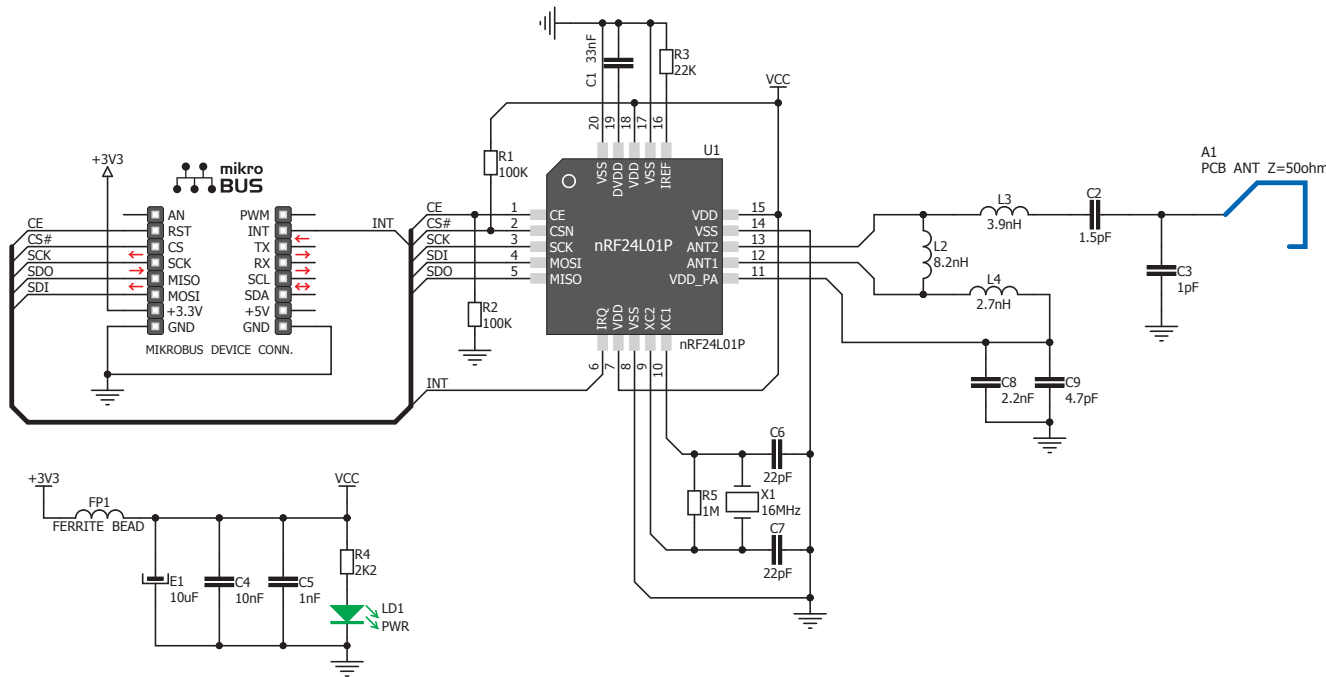 C1 33nF
R3
22K
VCC
20
19
18
17
16
U1
VSS
DVDD
VDD
VSS
IREF
R1
100K
+3V3
mikro
BUS
A1
PCB ANT Z=50ohm
CE
CS#
SCK
SDO
SDI
AN
RST
CS
SCK
MISO
MOSI
+3.3V
GND
PWM
INT
TX
RX
SCL
SDA
+5V
GND
MIKROBUS DEVICE CONN.
INT
CE
CS#
SCK
SDI
SDO
1
2
3
4
5
CE
CSN
SCK
MOSI
MISO
nRF24L01P
VDD
VSS
ANT2
ANT1
VDD_PA
15
14
13
12
11
IRQ
VDD
VSS
XC2
XC1
nRF24L01P
6
7
8
9
10
R2
100K
INT
L3
3.9nH
C2
1.5pF
L2
8.2nH
L4
2.7nH
C3
1pF
C8
2.2nF
C9
4.7pF
C6
22pF
R5
1M
X1
16MHz
C7
22pF
+3V3
FP1
FERRITE BEAD
VCC
E1
10uF
C4
10nF
C5
1nF
R4
2K2
LD1
PWR